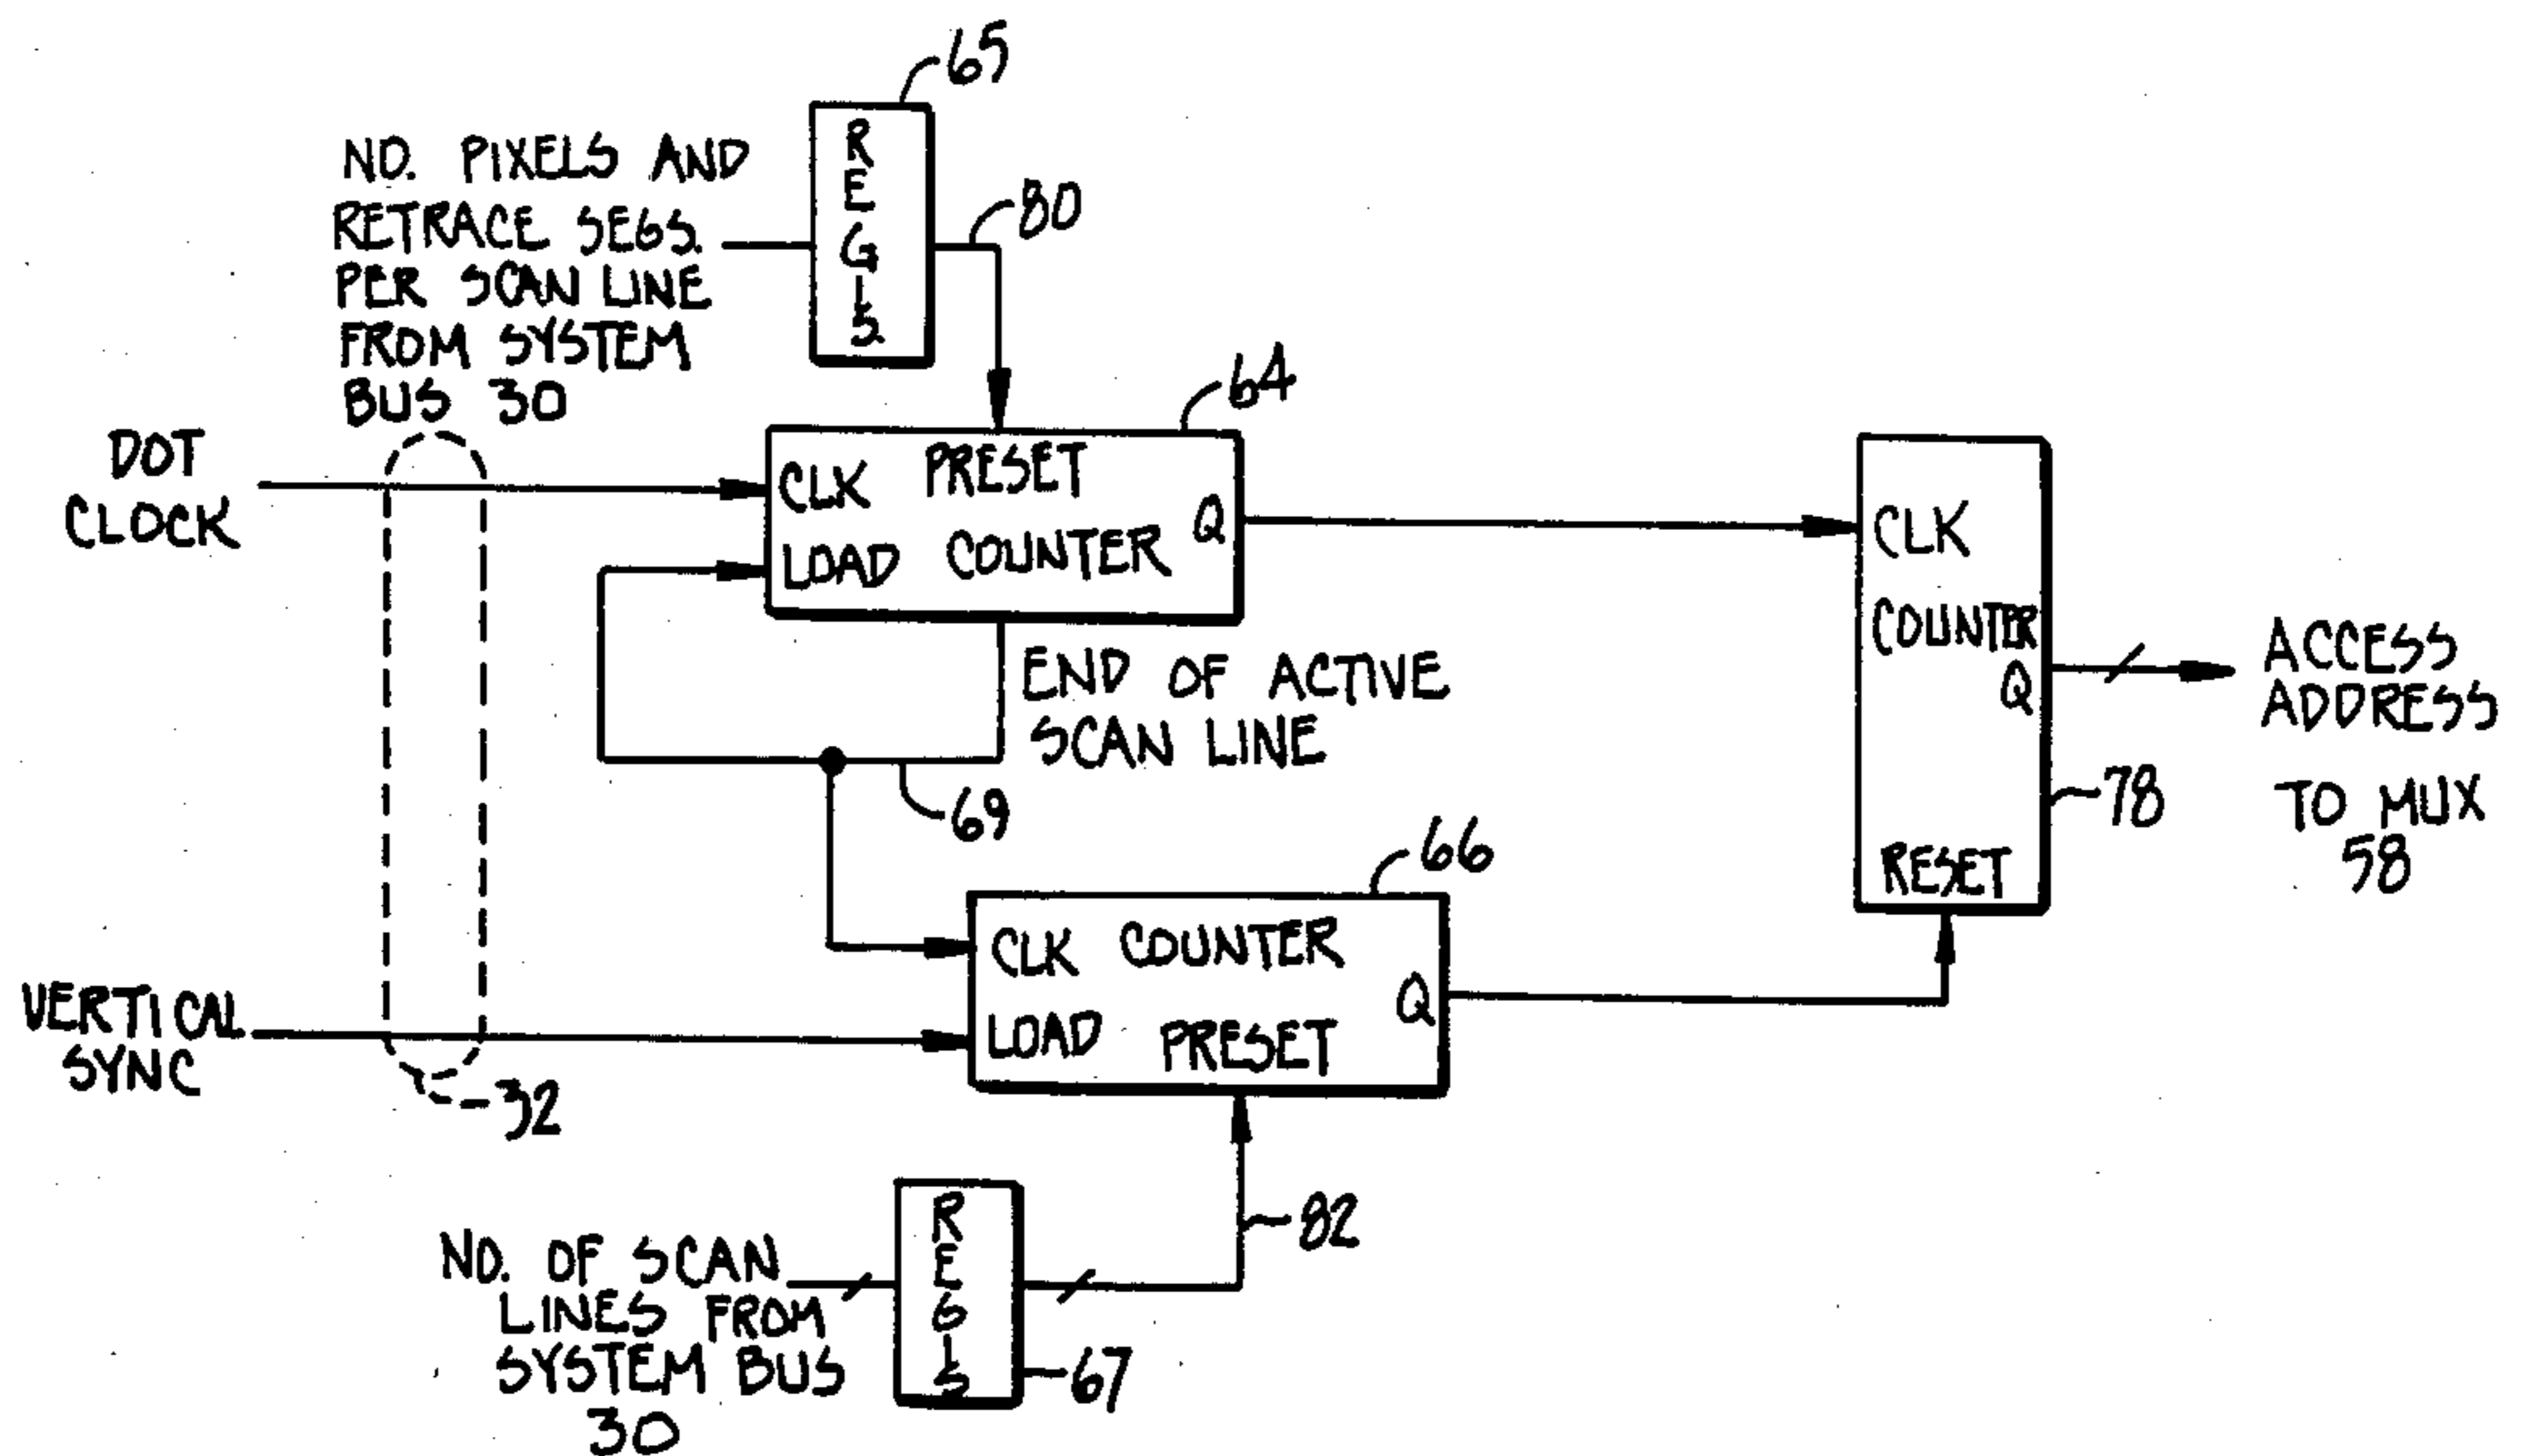 65
NO. PIXELS AND
RETRACE SEGS.
PER SCAN LINE
FROM SYSTEM
BUS 30
REGIS.
80
64
DOT
CLOCK
CLK PRESET
LOAD COUNTER
Q
CLK
COUNTER
Q
RESET
ACCESS
ADDRESS
TO MUX
58
78
END OF ACTIVE
SCAN LINE
69
66
VERTICAL
SYNC
CLK COUNTER
LOAD PRESET
Q
32
82
NO. OF SCAN
LINES FROM
SYSTEM BUS
30
REGIS
67